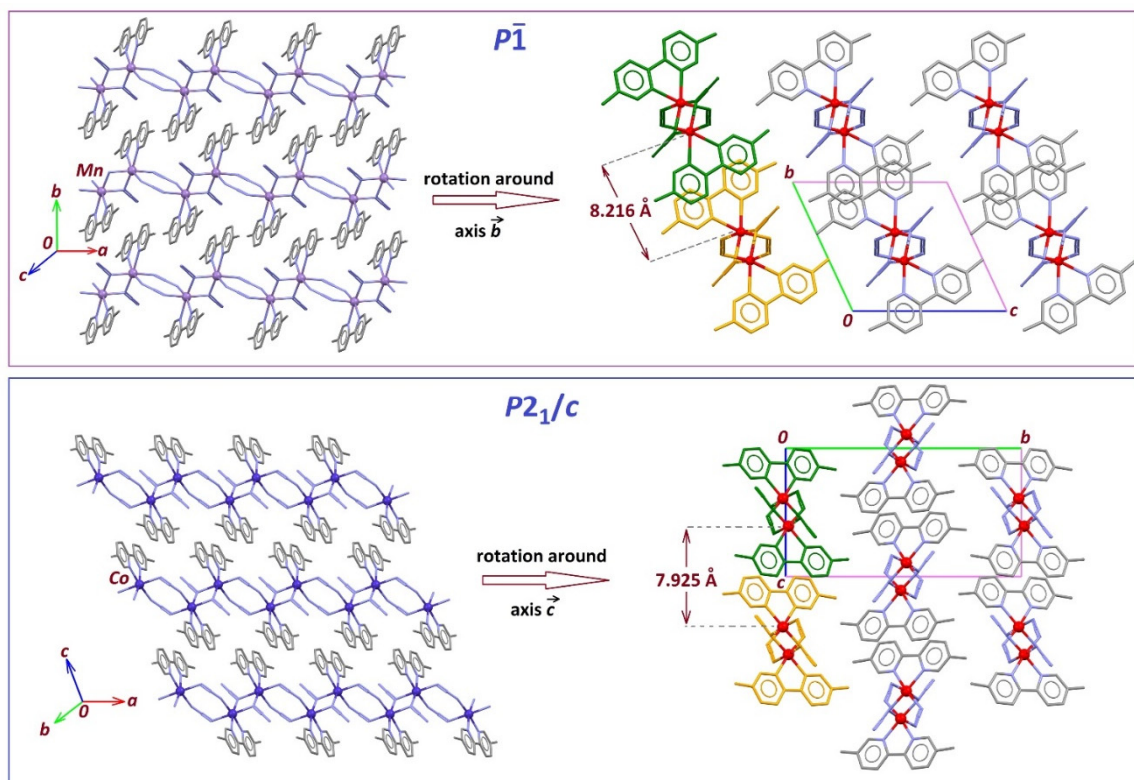 P1̄
Mn
b
0
a
c
rotation around
axis b⃗
8.216 Å
b
0
c
P2₁/c
Co
c
0
a
b
rotation around
axis c⃗
7.925 Å
0
b
c